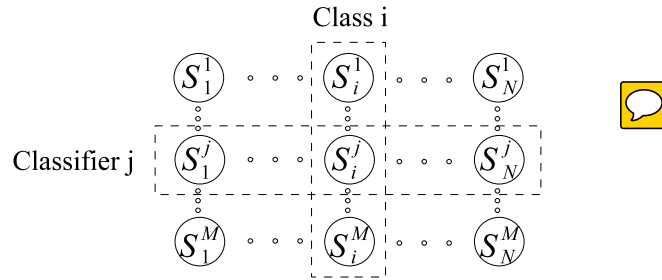 Class i
S_1^1 S_i^1 S_N^1
Classifier j S_1^j S_i^j S_N^j
S_1^M S_i^M S_N^M